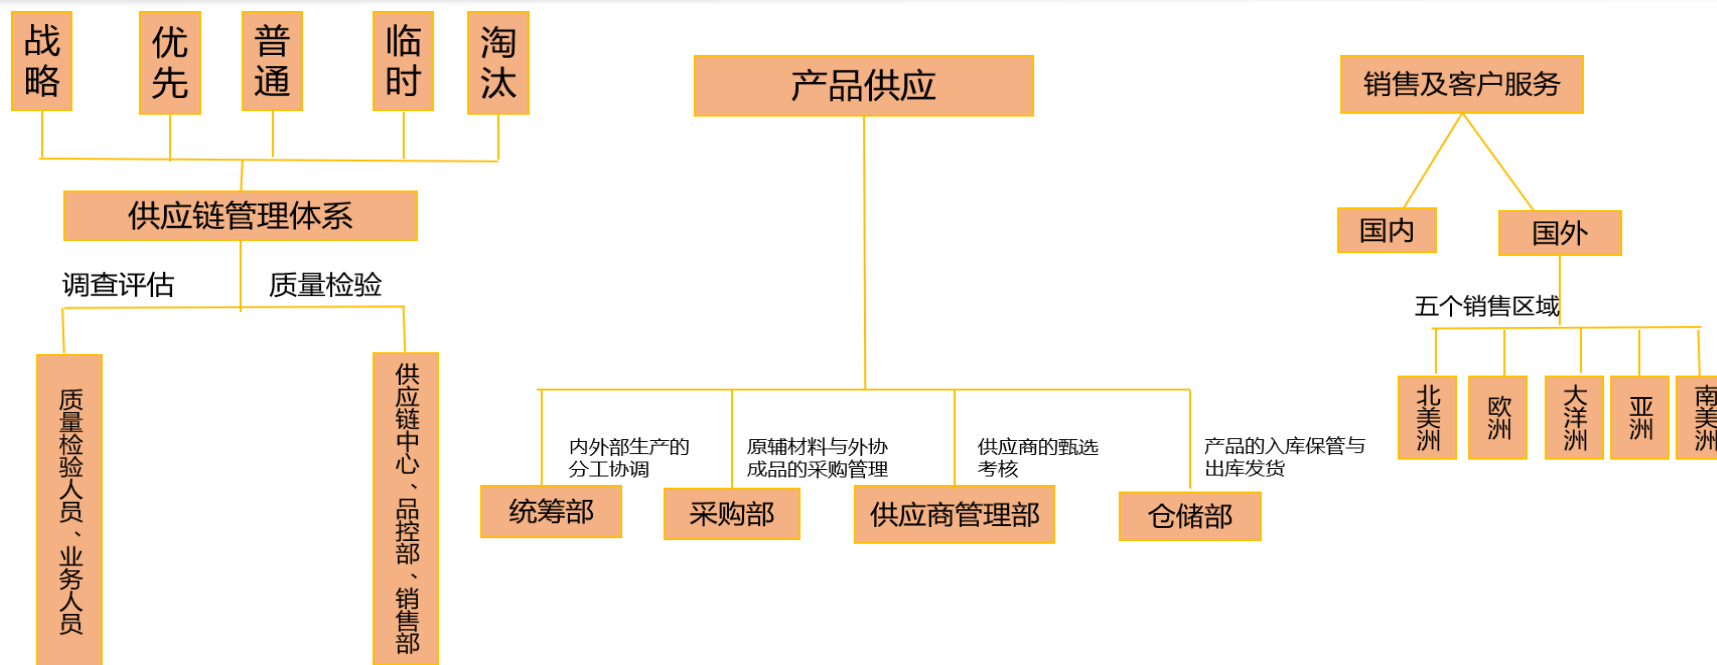 战略
优先
普通
临时
淘汰
供应链管理体系
调查评估
质量检验
质量检验人员、业务人员
供应链中心、品控部、销售部
产品供应
内外部生产的
分工协调
原辅材料与外协
成品的采购管理
供应商的甄选
考核
产品的入库保管与
出库发货
统筹部
采购部
供应商管理部
仓储部
销售及客户服务
国内
国外
五个销售区域
北美洲
欧洲
大洋洲
亚洲
南美洲